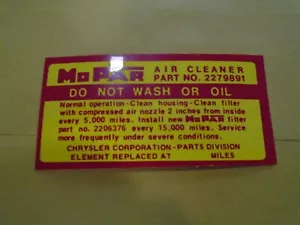 MOPAR AIR CLEANER
PART NO. 2279891
DO NOT WASH OR OIL
Normal operation-Clean housing-Clean filter
with compressed air nozzle 2 inches from inside
every 5,000 miles. Install new MOPAR filter
part no. 2206376 every 15,000 miles. Service
more frequently under severe conditions.
CHRYSLER CORPORATION-PARTS DIVISION
ELEMENT REPLACED AT MILES